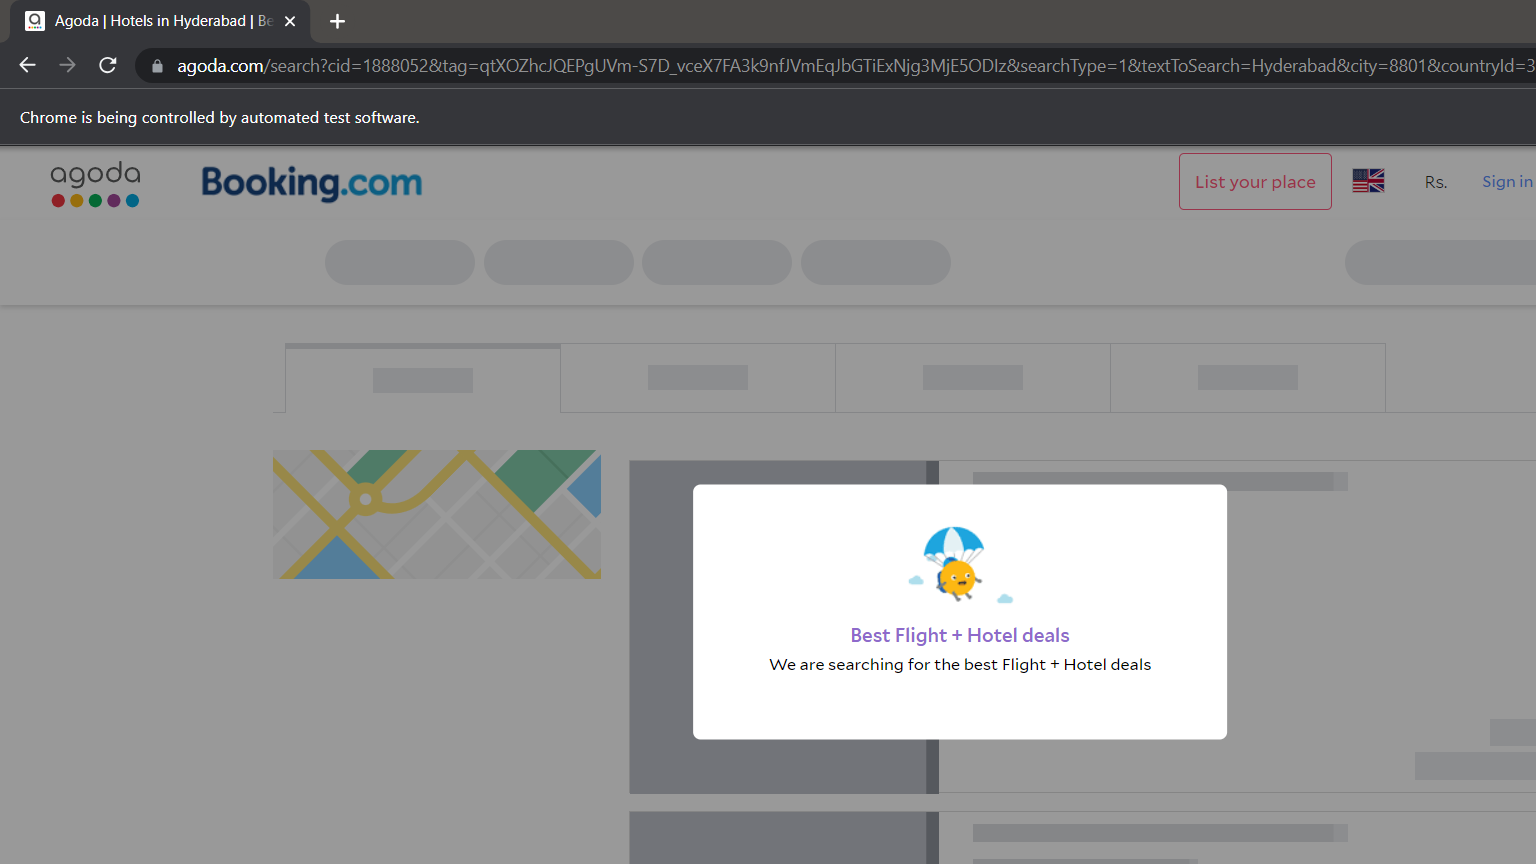 Agoda | Hotels in Hyderabad | Be
agoda.com/search?cid=1888052&tag=qtXOZhcJQEPgUVm-S7D_vceX7FA3k9nfJVmEqJbGTiExNjg3MjE5ODIz&searchType=1&textToSearch=Hyderabad&city=8801&countryId=3
Chrome is being controlled by automated test software.
agoda
Booking.com
List your place
Rs.
Sign in
Best Flight + Hotel deals
We are searching for the best Flight + Hotel deals